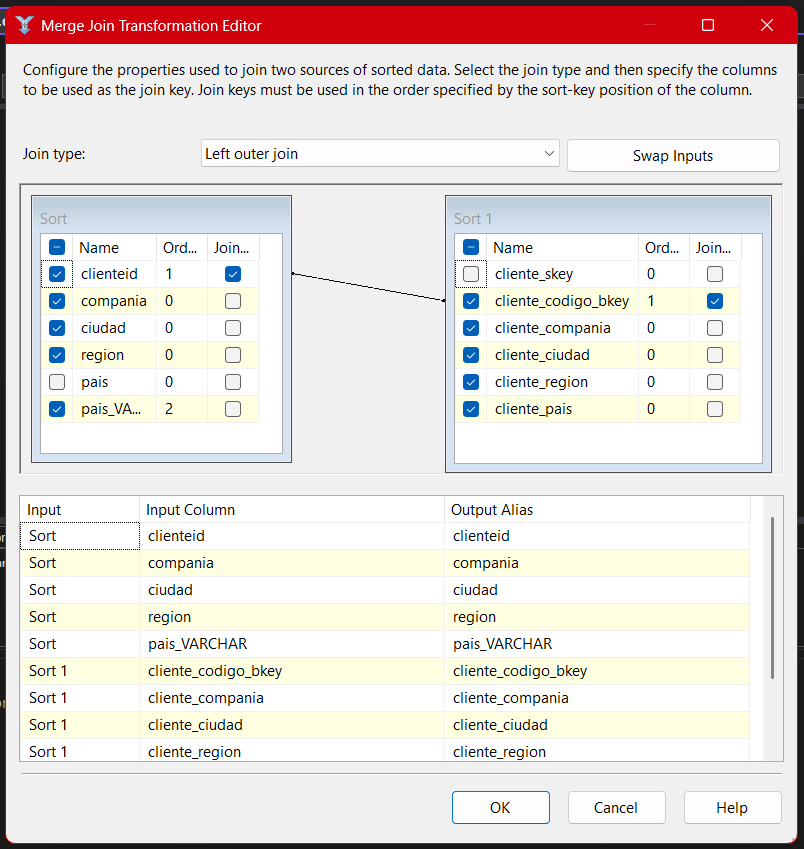 Merge Join Transformation Editor
Configure the properties used to join two sources of sorted data. Select the join type and then specify the columns
to be used as the join key. Join keys must be used in the order specified by the sort-key position of the column.
Join type: Left outer join Swap Inputs
Sort
Name Ord... Join...
clienteid 1
compania 0
ciudad 0
region 0
pais 0
pais_VA... 2
Sort 1
Name Ord... Join...
cliente_skey 0
cliente_codigo_bkey 1
cliente_compania 0
cliente_ciudad 0
cliente_region 0
cliente_pais 0
Input Input Column Output Alias
Sort clienteid clienteid
Sort compania compania
Sort ciudad ciudad
Sort region region
Sort pais_VARCHAR pais_VARCHAR
Sort 1 cliente_codigo_bkey cliente_codigo_bkey
Sort 1 cliente_compania cliente_compania
Sort 1 cliente_ciudad cliente_ciudad
Sort 1 cliente_region cliente_region
OK Cancel Help